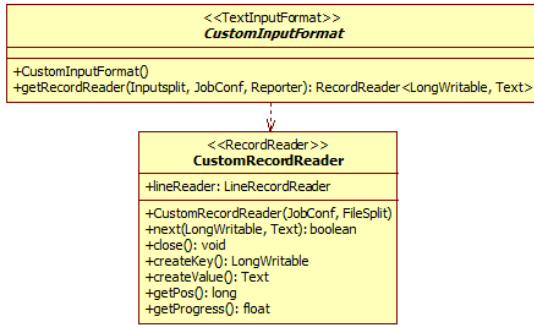 <<TextInputFormat>>
CustomInputFormat
+CustomInputFormat()
+getRecordReader(Inputsplit, JobConf, Reporter): RecordReader<LongWritable, Text>
<<RecordReader>>
CustomRecordReader
+lineReader: LineRecordReader
+CustomRecordReader(JobConf, FileSplit)
+next(LongWritable, Text): boolean
+close(): void
+createKey(): LongWritable
+createValue(): Text
+getPos(): long
+getProgress(): float